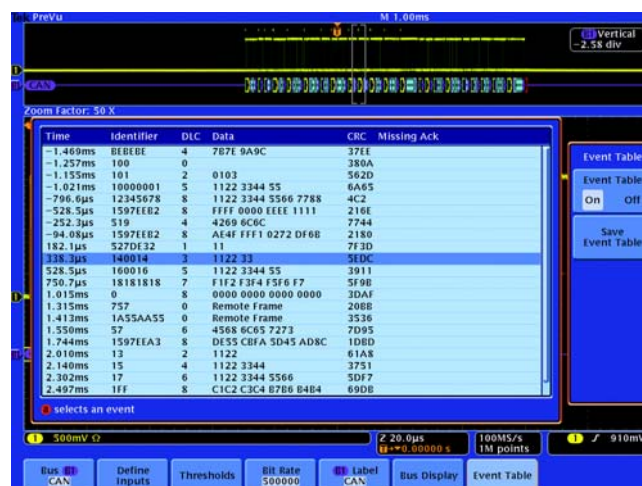 Tek PreVu M 1.00ms
B1 Vertical
−2.58 div
1
B1 CAN
Zoom Factor: 50 X
Time Identifier DLC Data CRC Missing Ack
−1.469ms BEBEBE 4 7B7E 9A9C 37EE
−1.257ms 100 0 380A
−1.155ms 101 2 0103 562D
−1.021ms 10000001 5 1122 3344 55 6A65
−796.6µs 12345678 8 1122 3344 5566 7788 4C2
−528.5µs 1597EEB2 8 FFFF 0000 EEEE 1111 216E
−252.3µs 519 4 4269 6C6C 7744
−94.08µs 1597EEB2 8 AE4F FFF1 0272 DF6B 2180
182.1µs 527DE32 1 11 7F3D
338.3µs 140014 3 1122 33 5EDC
528.5µs 160016 5 1122 3344 55 3911
750.7µs 18181818 7 F1F2 F3F4 F5F6 F7 5F9B
1.015ms 0 8 0000 0000 0000 0000 3DAF
1.315ms 757 0 Remote Frame 20BB
1.413ms 1A55AA55 0 Remote Frame 3536
1.550ms 57 6 4568 6C65 7273 7D95
1.744ms 1597EEA3 8 DE55 CBFA 5D45 AD8C 1DBD
2.010ms 13 2 1122 61A8
2.140ms 15 4 1122 3344 3751
2.302ms 17 6 1122 3344 5566 5DF7
2.497ms 1FF 8 C1C2 C3C4 B7B6 B4B4 69DB
selects an event
Event Table
Event Table
On Off
Save
Event Table
1 500mV Ω
Z 20.0µs
0.00000 s
100MS/s
1M points
1 910mV
Bus B1
CAN
Define
Inputs
Thresholds
Bit Rate
500000
B1 Label
CAN
Bus Display
Event Table